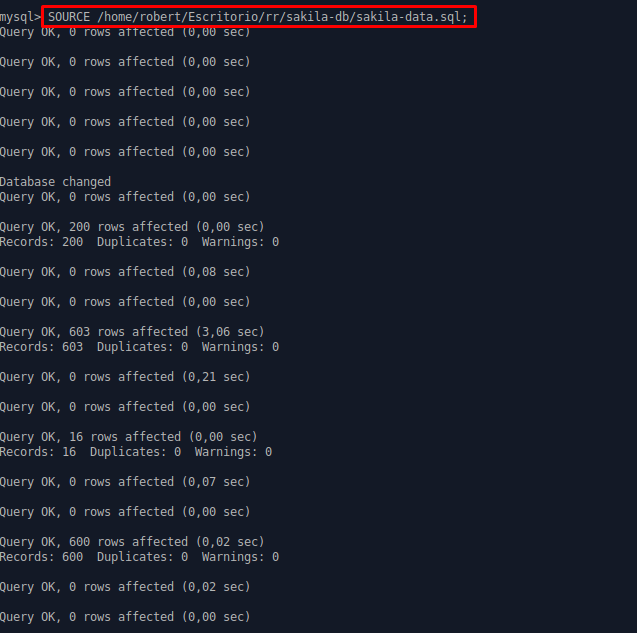 mysql> SOURCE /home/robert/Escritorio/rr/sakila-db/sakila-data.sql;
Query OK, 0 rows affected (0,00 sec)
Query OK, 0 rows affected (0,00 sec)
Query OK, 0 rows affected (0,00 sec)
Query OK, 0 rows affected (0,00 sec)
Query OK, 0 rows affected (0,00 sec)
Database changed
Query OK, 0 rows affected (0,00 sec)
Query OK, 200 rows affected (0,00 sec)
Records: 200  Duplicates: 0  Warnings: 0
Query OK, 0 rows affected (0,08 sec)
Query OK, 0 rows affected (0,00 sec)
Query OK, 603 rows affected (3,06 sec)
Records: 603  Duplicates: 0  Warnings: 0
Query OK, 0 rows affected (0,21 sec)
Query OK, 0 rows affected (0,00 sec)
Query OK, 16 rows affected (0,00 sec)
Records: 16  Duplicates: 0  Warnings: 0
Query OK, 0 rows affected (0,07 sec)
Query OK, 0 rows affected (0,00 sec)
Query OK, 600 rows affected (0,02 sec)
Records: 600  Duplicates: 0  Warnings: 0
Query OK, 0 rows affected (0,02 sec)
Query OK, 0 rows affected (0,00 sec)